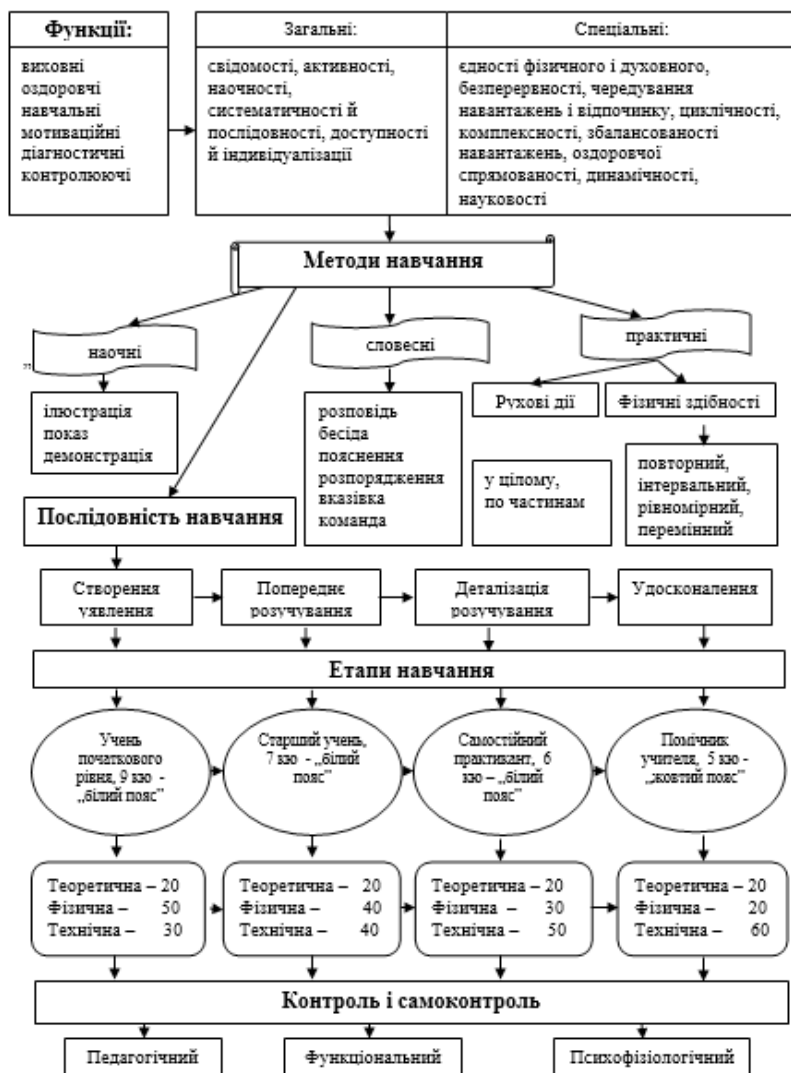 Функції:
виховні
оздоровчі
навчальні
мотиваційні
діагностичні
контролюючі
Загальні:
свідомості, активності,
наочності,
систематичності й
послідовності, доступності
й індивідуалізації
Спеціальні:
єдності фізичного і духовного,
безперервності, чередування
навантажень і відпочинку, циклічності,
комплексності, збалансованості
навантажень, оздоровчої
спрямованості, динамічності,
науковості
Методи навчання
наочні
словесні
практичні
„
ілюстрація
показ
демонстрація
розповідь
бесіда
пояснення
розпорядження
вказівка
команда
Рухові дії
Фізичні здібності
у цілому,
по частинам
повторний,
інтервальний,
рівномірний,
перемінний
Послідовність навчання
Створення
уявлення
Попереднє
розучування
Деталізація
розучування
Удосконалення
Етапи навчання
Учень
початкового
рівня, 9 кю -
„білий пояс”
Старший учень,
7 кю - „білий
пояс”
Самостійний
практикант, 6
кю – „білий
пояс”
Помічник
учителя, 5 кю -
„жовтий пояс”
Теоретична – 20
Фізична – 50
Технічна – 30
Теоретична – 20
Фізична – 40
Технічна – 40
Теоретична – 20
Фізична – 30
Технічна – 50
Теоретична – 20
Фізична – 20
Технічна – 60
Контроль і самоконтроль
Педагогічний
Функціональний
Психофізіологічний